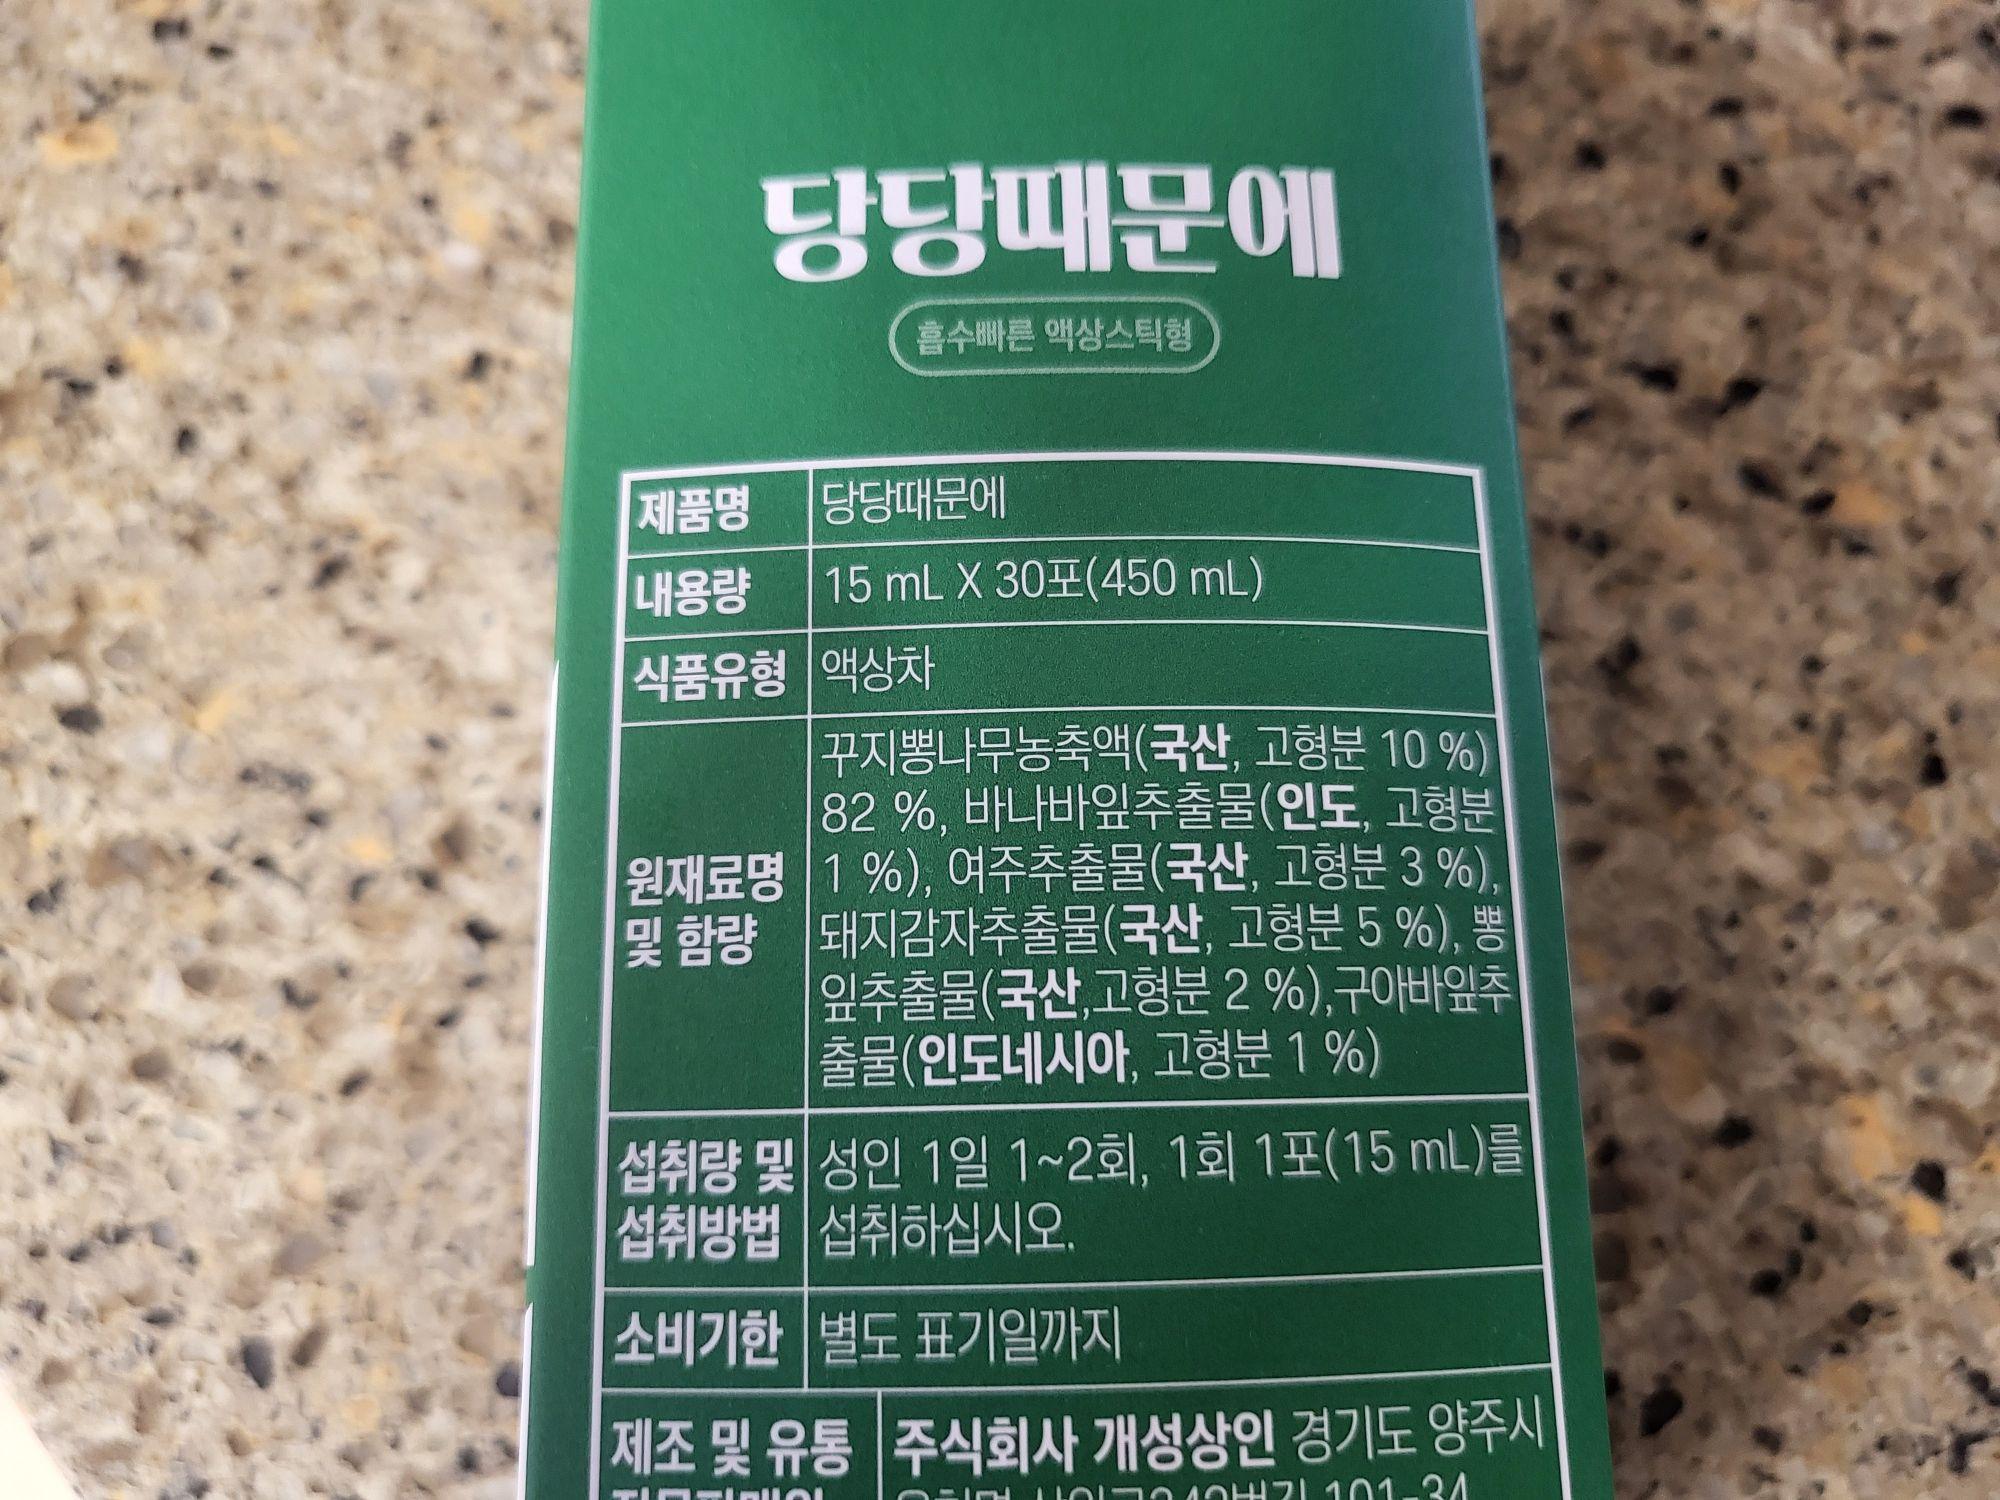 당당때문에
흡수빠른 액상스틱형
제품명 당당때문에
내용량 15 mL X 30포(450 mL)
식품유형 액상차
원재료명 및 함량
꾸지뽕나무농축액(국산, 고형분 10 %)
82 %, 바나바잎추출물(인도, 고형분
1 %), 여주추출물(국산, 고형분 3 %),
돼지감자추출물(국산, 고형분 5 %), 뽕
잎추출물(국산,고형분 2 %),구아바잎추
출물(인도네시아, 고형분 1 %)
섭취량 및 성인 1일 1~2회, 1회 1포(15 mL)를
섭취방법 섭취하십시오.
소비기한 별도 표기일까지
제조 및 유통 주식회사 개성상인 경기도 양주시
101-34